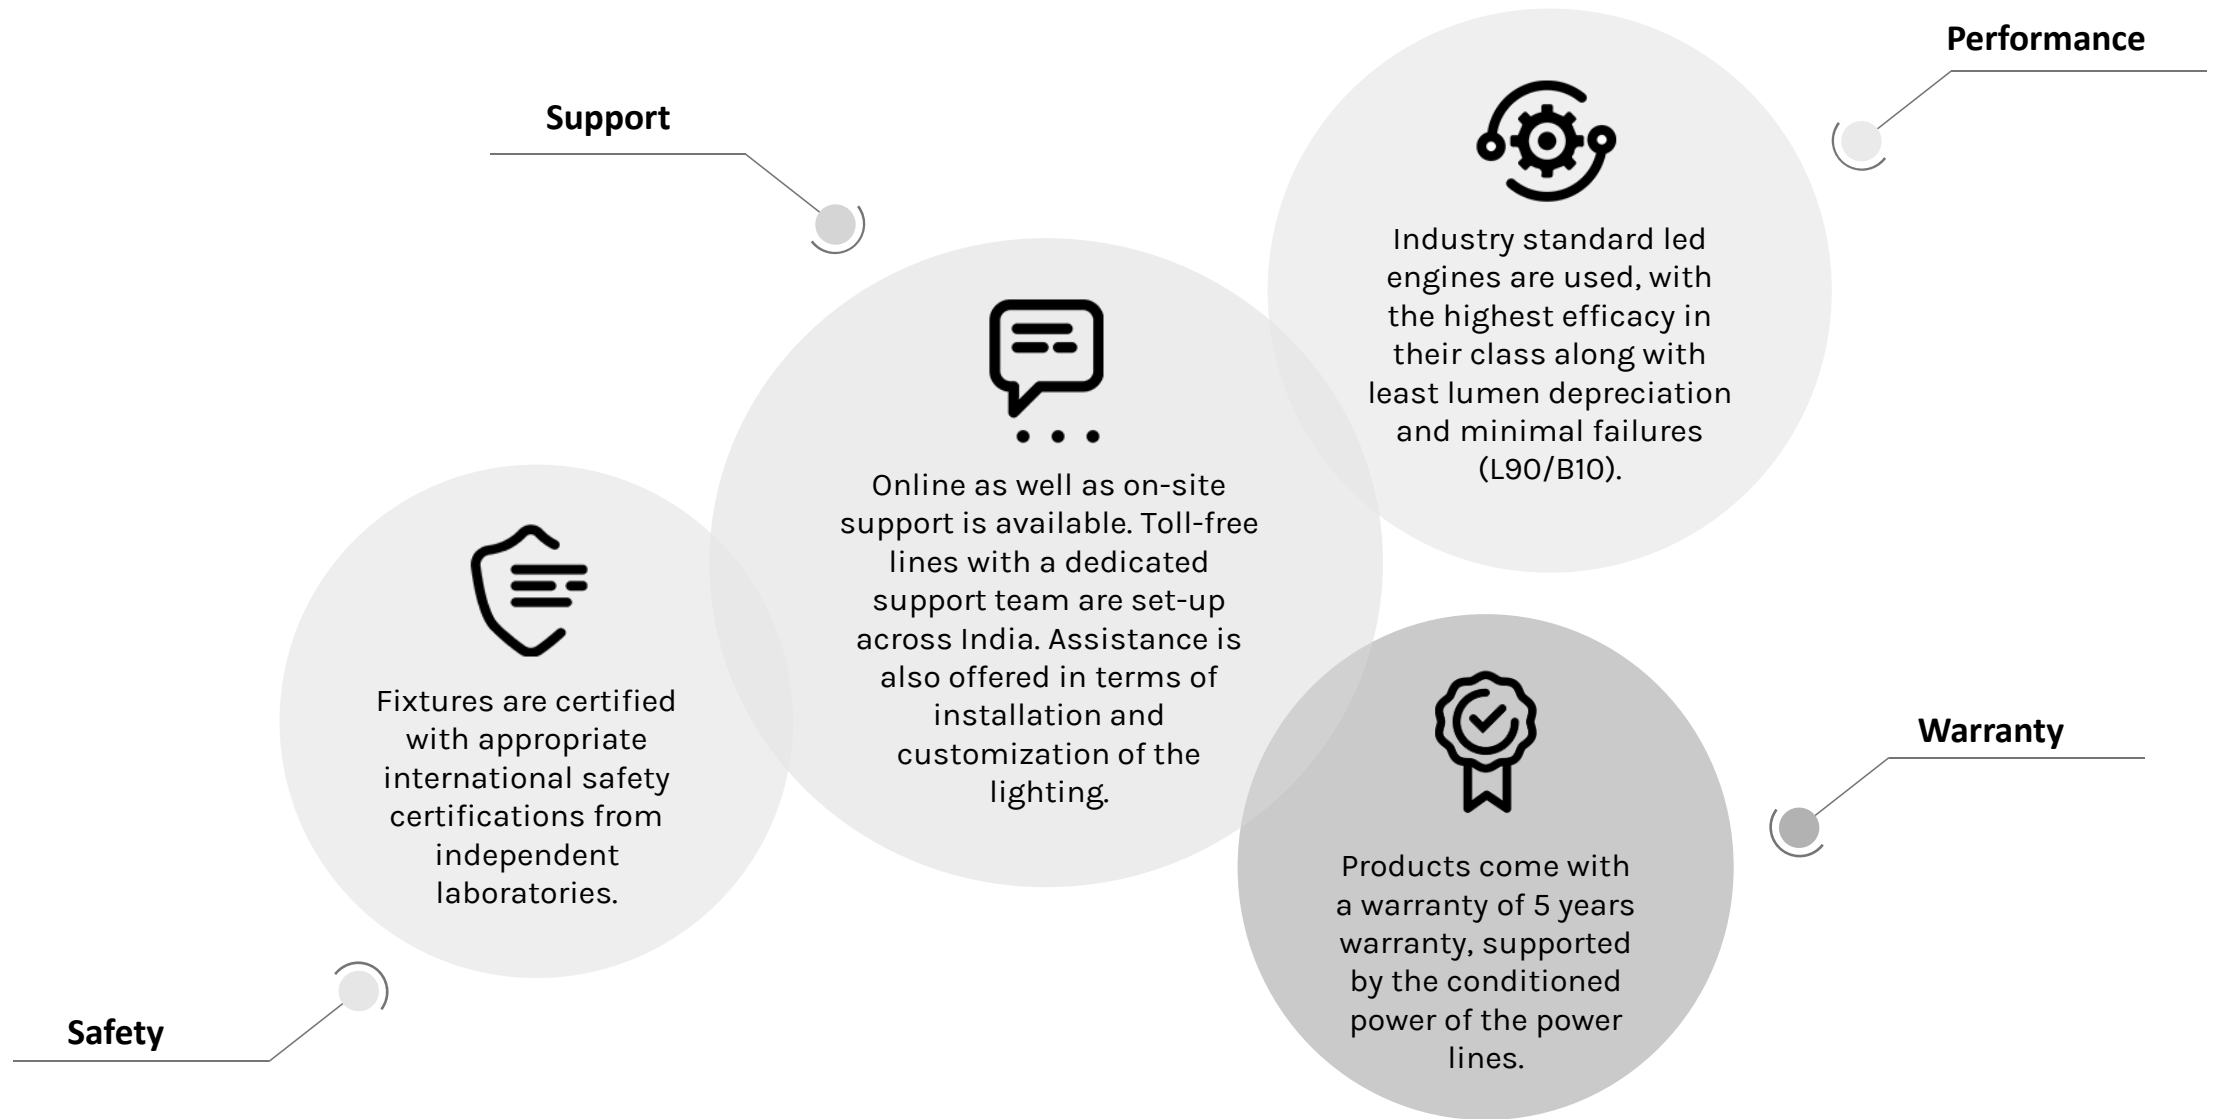 Performance
Support
Industry standard led
engines are used, with
the highest efficacy in
their class along with
least lumen depreciation
and minimal failures
(L90/B10).
Online as well as on-site
support is available. Toll-free
lines with a dedicated
support team are set-up
across India. Assistance is
also offered in terms of
installation and
customization of the
lighting.
Fixtures are certified
with appropriate
international safety
certifications from
independent
laboratories.
Safety
Warranty
Products come with
a warranty of 5 years
warranty, supported
by the conditioned
power of the power
lines.